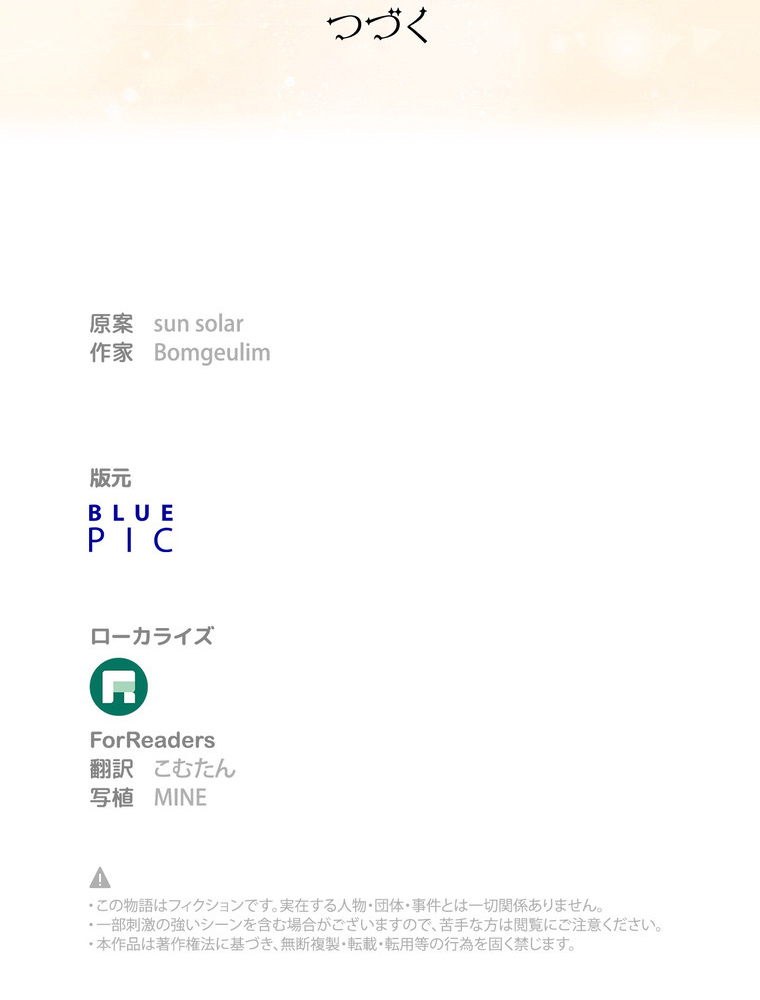 つづく
原案 sun solar
作家 Bomgeulim
版元
BLUE
PIC
ローカライズ
R
ForReaders
翻訳 こむたん
写植 MINE
・この物語はフィクションです。実在する人物・団体・事件とは一切関係ありません。
・一部刺激の強いシーンを含む場合がございますので、苦手な方は閲覧にご注意ください。
・本作品は著作権法に基づき、無断複製・転載・転用等の行為を固く禁じます。